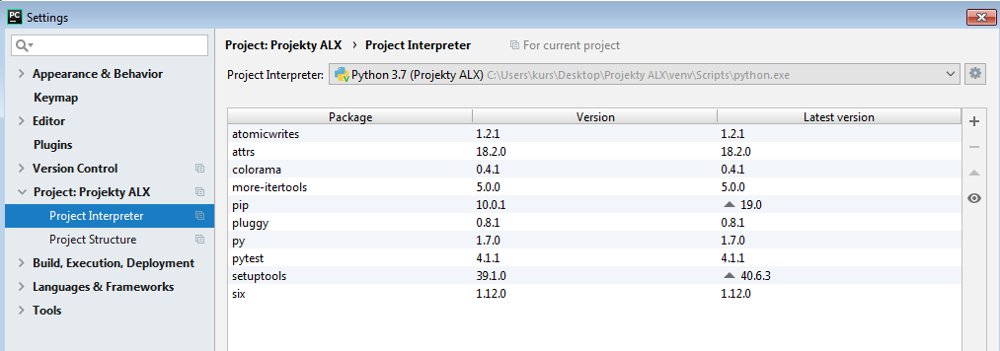 PC Settings
Project: Projekty ALX › Project Interpreter For current project
Appearance & Behavior
Keymap
Editor
Plugins
Version Control
Project: Projekty ALX
Project Interpreter
Project Structure
Build, Execution, Deployment
Languages & Frameworks
Tools
Project Interpreter: Python 3.7 (Projekty ALX) C:\Users\kurs\Desktop\Projekty ALX\venv\Scripts\python.exe
Package Version Latest version
atomicwrites 1.2.1 1.2.1
attrs 18.2.0 18.2.0
colorama 0.4.1 0.4.1
more-itertools 5.0.0 5.0.0
pip 10.0.1 19.0
pluggy 0.8.1 0.8.1
py 1.7.0 1.7.0
pytest 4.1.1 4.1.1
setuptools 39.1.0 40.6.3
six 1.12.0 1.12.0